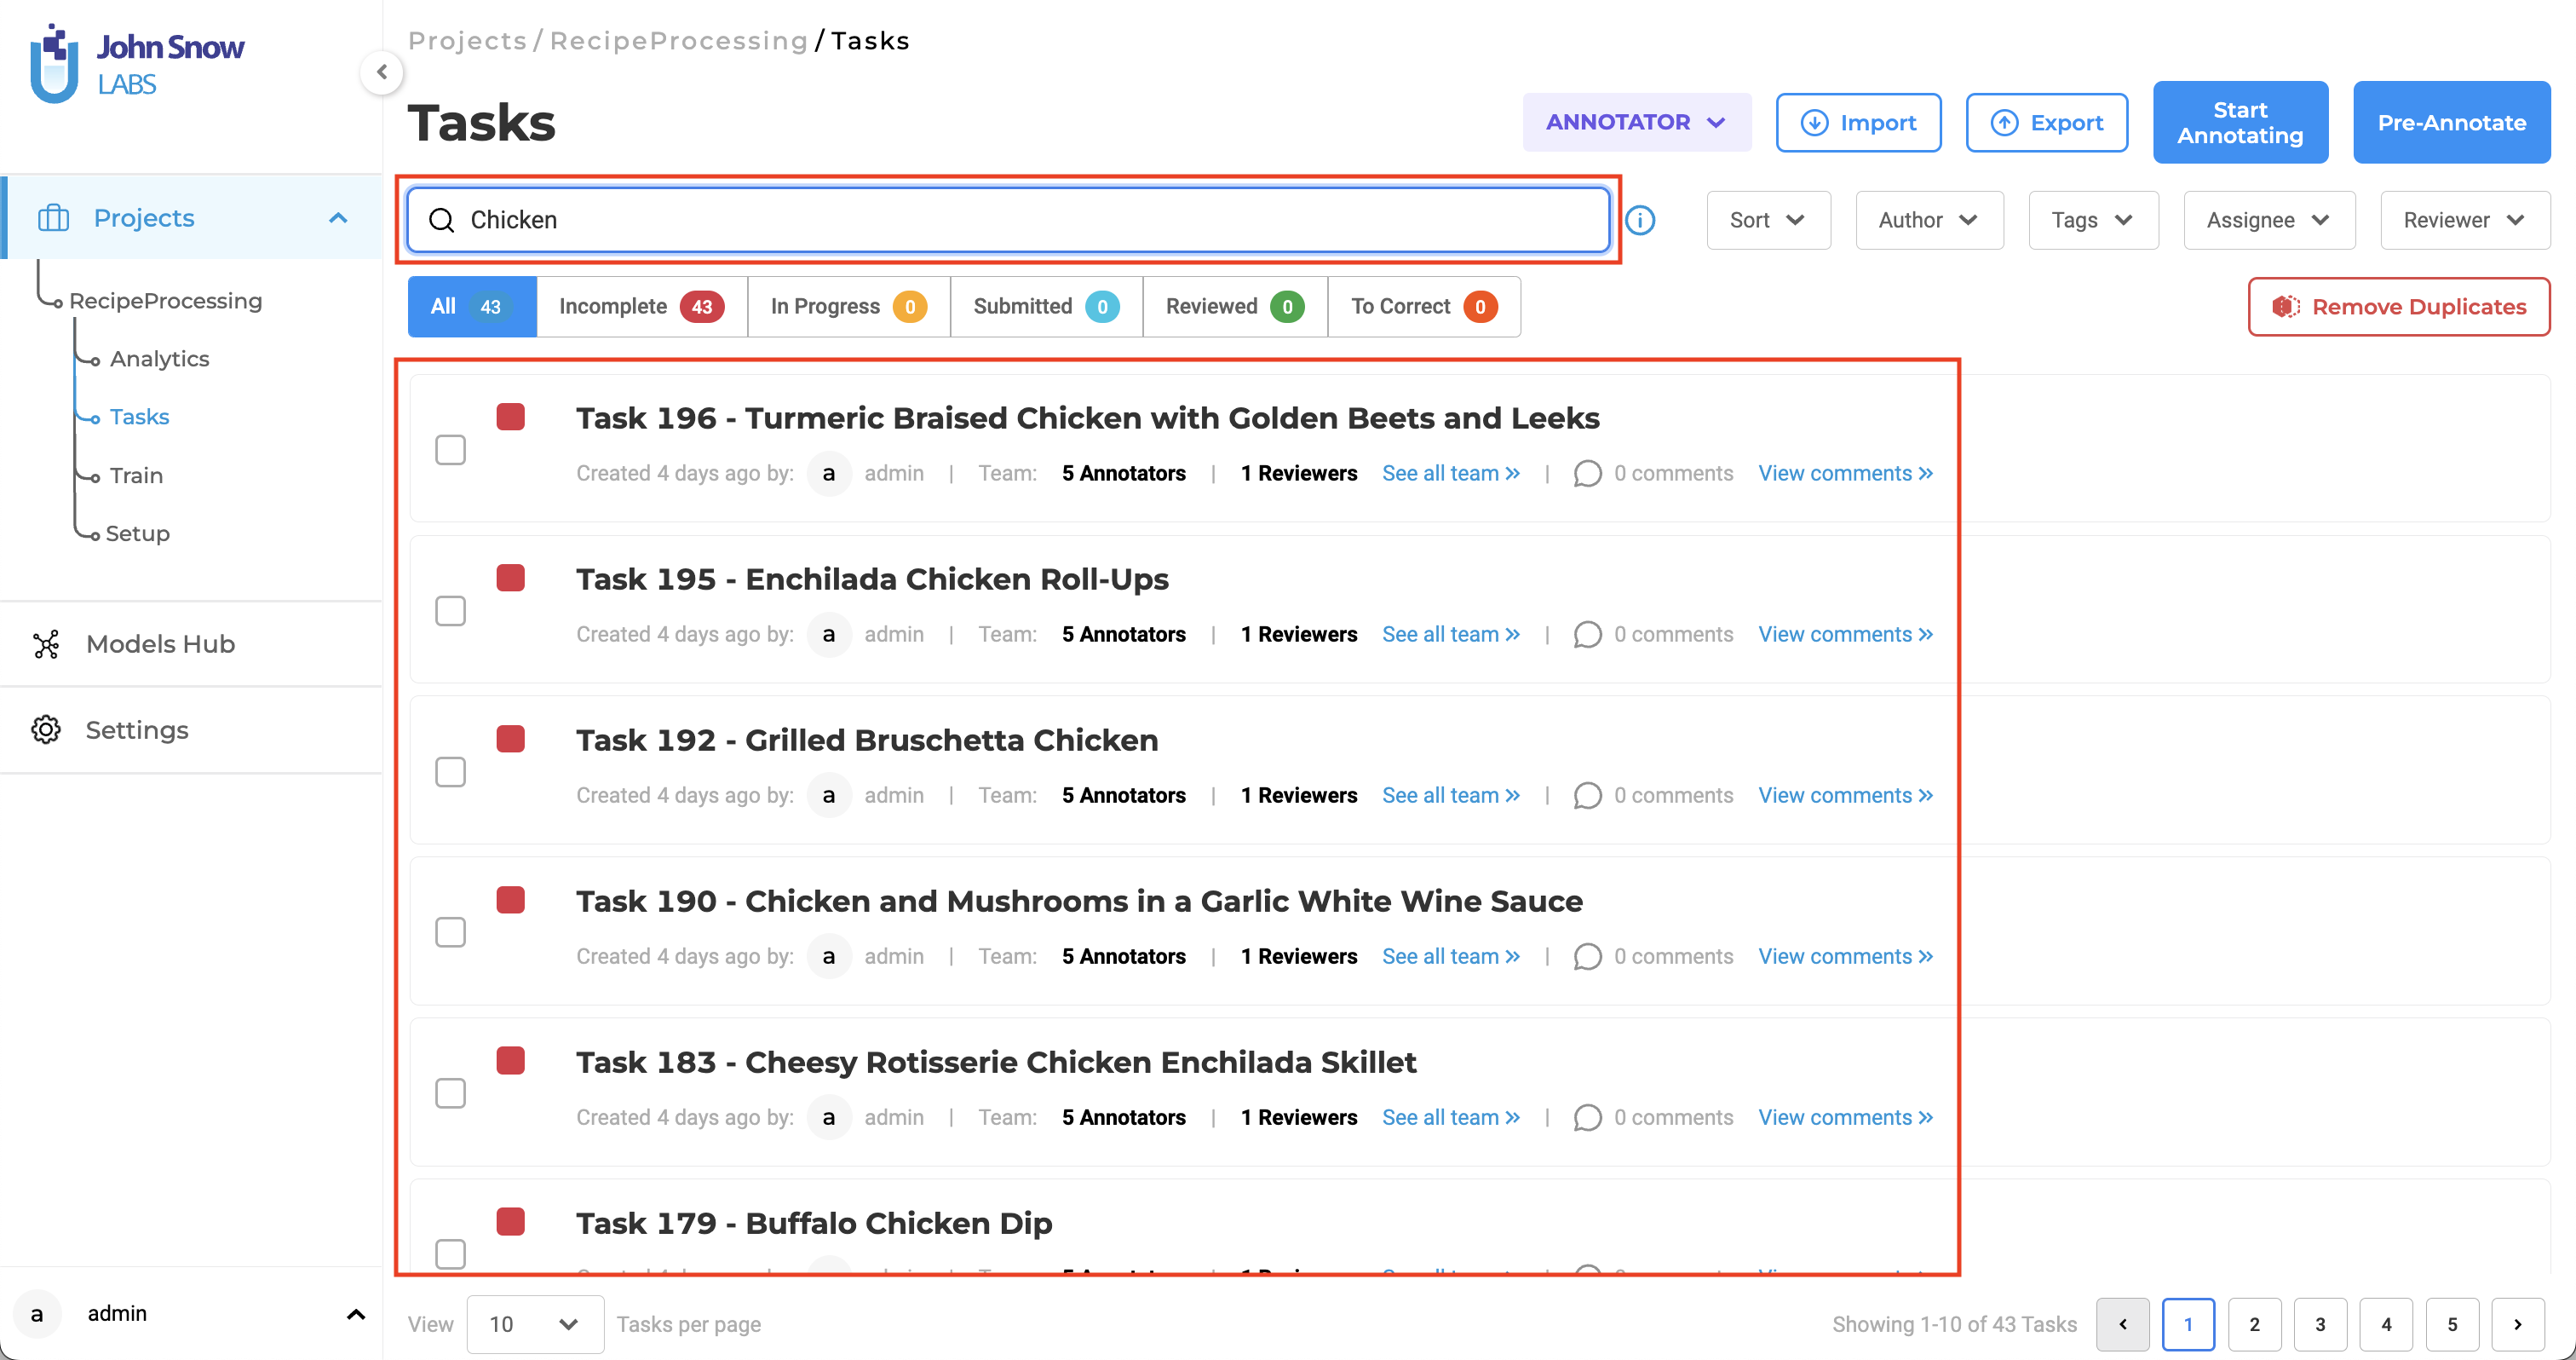 John Snow
LABS
Projects / RecipeProcessing / Tasks
Tasks
ANNOTATOR
Import
Export
Start
Annotating
Pre-Annotate
Projects
Chicken
Sort
Author
Tags
Assignee
Reviewer
RecipeProcessing
Analytics
Tasks
Train
Setup
Models Hub
Settings
All 43
Incomplete 43
In Progress 0
Submitted 0
Reviewed 0
To Correct 0
Remove Duplicates
Task 196 - Turmeric Braised Chicken with Golden Beets and Leeks
Created 4 days ago by: a admin | Team: 5 Annotators | 1 Reviewers See all team » | 0 comments View comments »
Task 195 - Enchilada Chicken Roll-Ups
Created 4 days ago by: a admin | Team: 5 Annotators | 1 Reviewers See all team » | 0 comments View comments »
Task 192 - Grilled Bruschetta Chicken
Created 4 days ago by: a admin | Team: 5 Annotators | 1 Reviewers See all team » | 0 comments View comments »
Task 190 - Chicken and Mushrooms in a Garlic White Wine Sauce
Created 4 days ago by: a admin | Team: 5 Annotators | 1 Reviewers See all team » | 0 comments View comments »
Task 183 - Cheesy Rotisserie Chicken Enchilada Skillet
Created 4 days ago by: a admin | Team: 5 Annotators | 1 Reviewers See all team » | 0 comments View comments »
Task 179 - Buffalo Chicken Dip
a admin
View 10 Tasks per page
Showing 1-10 of 43 Tasks ‹ 1 2 3 4 5 ›